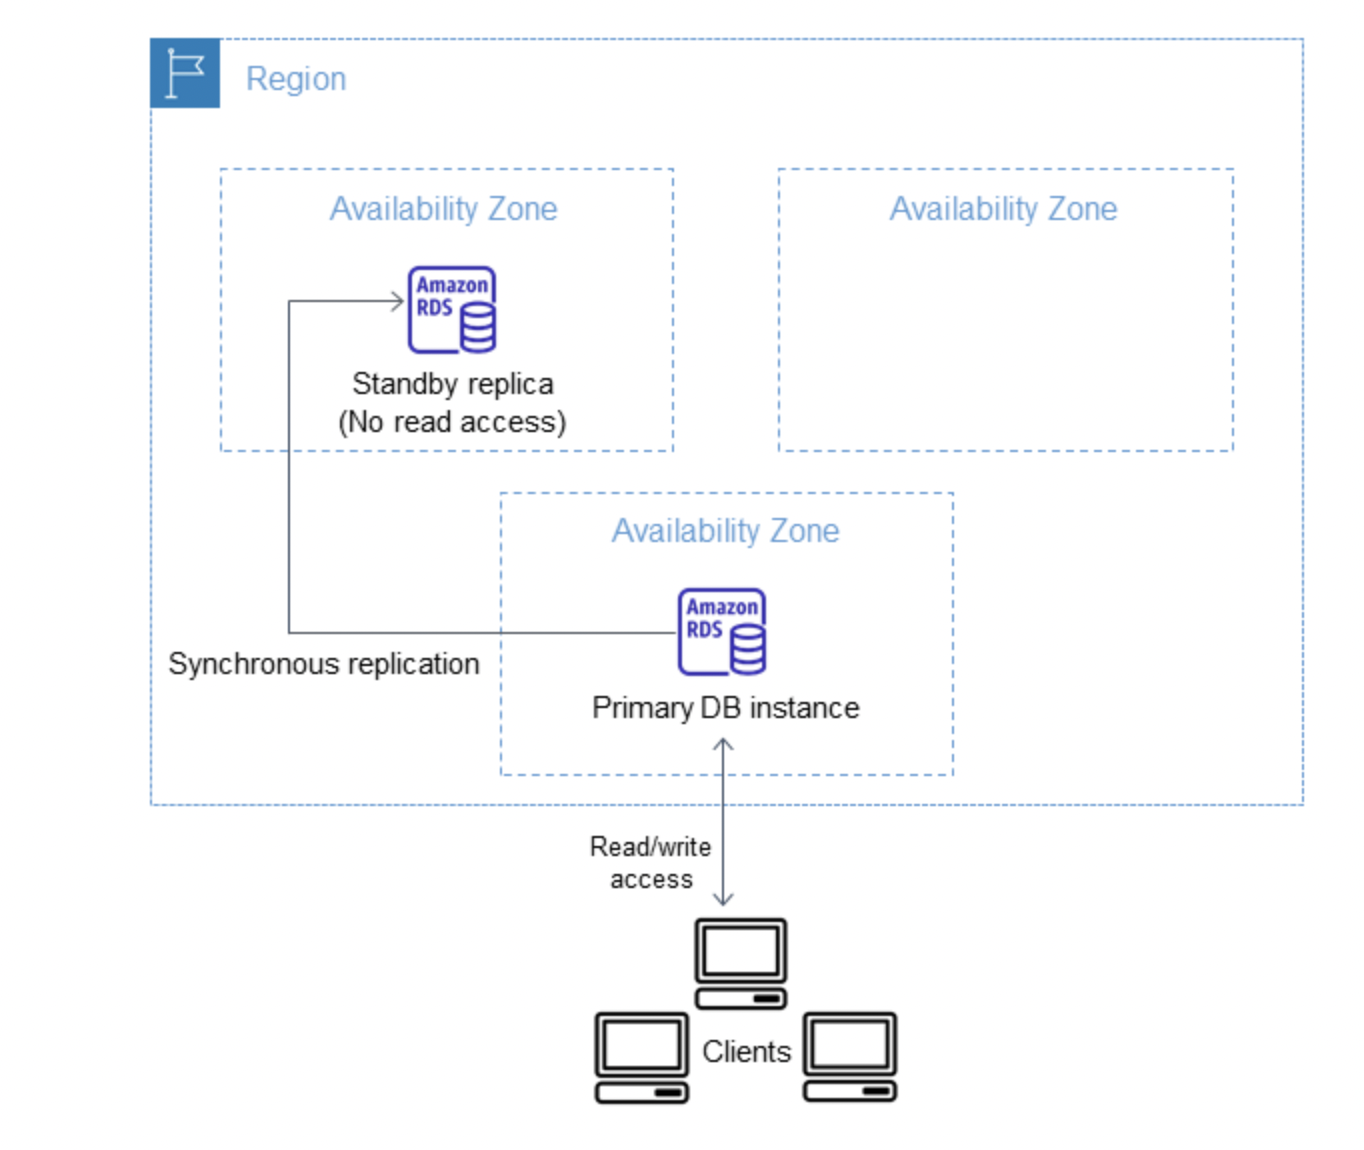 Region
Availability Zone
Availability Zone
Amazon
RDS
Standby replica
(No read access)
Availability Zone
Amazon
RDS
Synchronous replication
Primary DB instance
Read/write
access
Clients